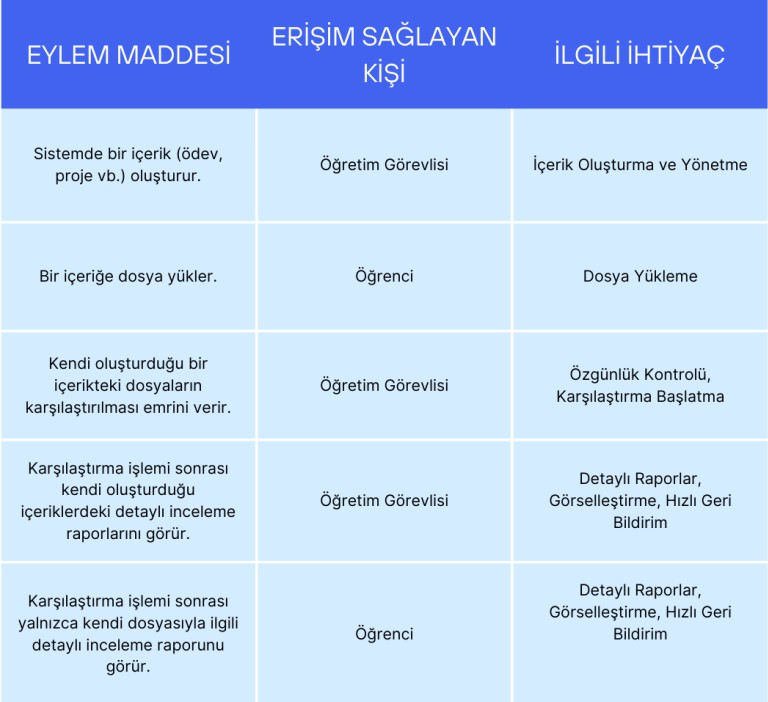 EYLEM MADDESİ
ERİŞİM SAĞLAYAN
KİŞİ
İLGİLİ İHTİYAÇ
Sistemde bir içerik (ödev,
proje vb.) oluşturur.
Öğretim Görevlisi
İçerik Oluşturma ve Yönetme
Bir içeriğe dosya yükler.
Öğrenci
Dosya Yükleme
Kendi oluşturduğu bir
içerikteki dosyaların
karşılaştırılması emrini verir.
Öğretim Görevlisi
Özgünlük Kontrolü,
Karşılaştırma Başlatma
Karşılaştırma işlemi sonrası
kendi oluşturduğu
içeriklerdeki detaylı inceleme
raporlarını görür.
Öğretim Görevlisi
Detaylı Raporlar,
Görselleştirme, Hızlı Geri
Bildirim
Karşılaştırma işlemi sonrası
yalnızca kendi dosyasıyla ilgili
detaylı inceleme raporunu
görür.
Öğrenci
Detaylı Raporlar,
Görselleştirme, Hızlı Geri
Bildirim